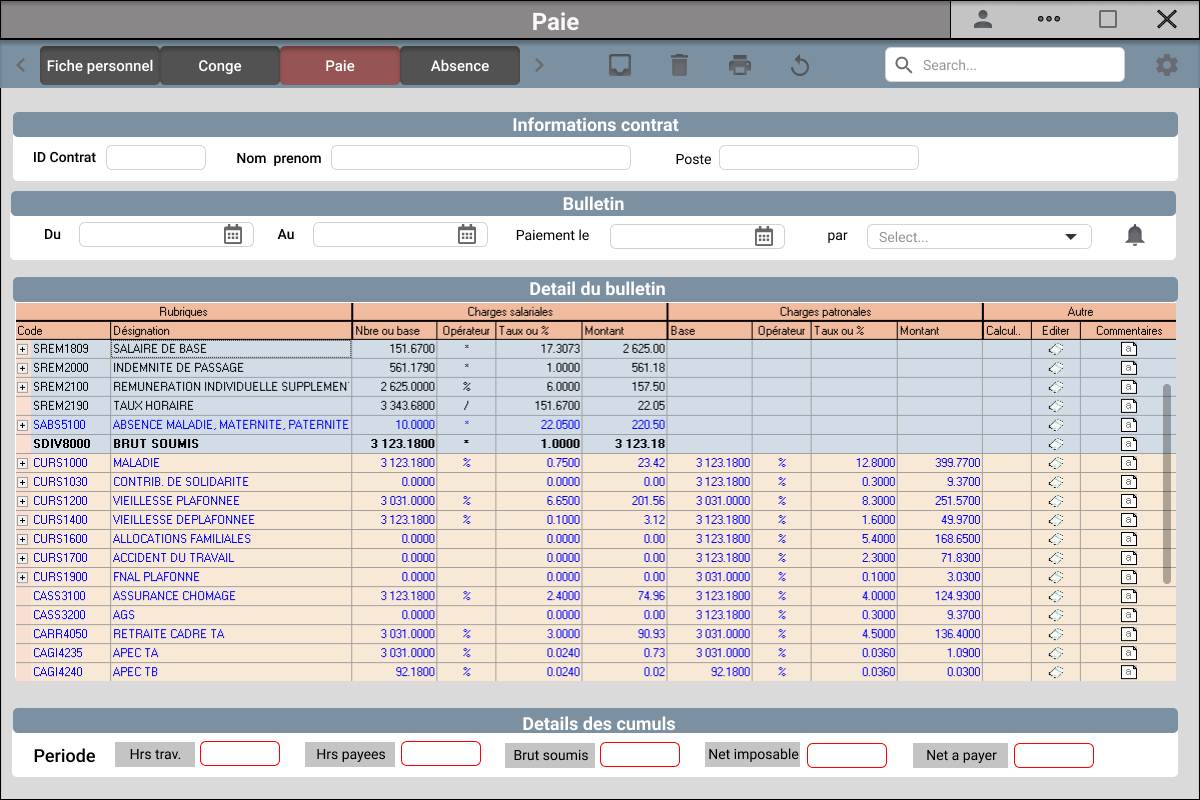 Paie
Fiche personnel Conge Paie Absence Search...
Informations contrat
ID Contrat Nom prenom Poste
Bulletin
Du Au Paiement le par Select...
Detail du bulletin
Rubriques Charges salariales Charges patronales Autre
Code Désignation Nbre ou base Opérateur Taux ou % Montant Base Opérateur Taux ou % Montant Calcul.. Editer Commentaires
SREM1809 SALAIRE DE BASE 151.6700 * 17.3073 2 625.00 a
SREM2000 INDEMNITE DE PASSAGE 561.1790 * 1.0000 561.18 a
SREM2100 REMUNERATION INDIVIDUELLE SUPPLEMEN 2 625.0000 % 6.0000 157.50 a
SREM2190 TAUX HORAIRE 3 343.6800 / 151.6700 22.05 a
SABS5100 ABSENCE MALADIE, MATERNITE, PATERNITE 10.0000 * 22.0500 220.50 a
SDIV8000 BRUT SOUMIS 3 123.1800 * 1.0000 3 123.18 a
CURS1000 MALADIE 3 123.1800 % 0.7500 23.42 3 123.1800 % 12.8000 399.7700 a
CURS1030 CONTRIB. DE SOLIDARITE 0.0000 0.0000 0.00 3 123.1800 % 0.3000 9.3700 a
CURS1200 VIEILLESSE PLAFONNEE 3 031.0000 % 6.6500 201.56 3 031.0000 % 8.3000 251.5700 a
CURS1400 VIEILLESSE DEPLAFONNEE 3 123.1800 % 0.1000 3.12 3 123.1800 % 1.6000 49.9700 a
CURS1600 ALLOCATIONS FAMILIALES 0.0000 0.0000 0.00 3 123.1800 % 5.4000 168.6500 a
CURS1700 ACCIDENT DU TRAVAIL 0.0000 0.0000 0.00 3 123.1800 % 2.3000 71.8300 a
CURS1900 FNAL PLAFONNE 0.0000 0.0000 0.00 3 031.0000 % 0.1000 3.0300 a
CASS3100 ASSURANCE CHOMAGE 3 123.1800 % 2.4000 74.96 3 123.1800 % 4.0000 124.9300 a
CASS3200 AGS 0.0000 0.0000 0.00 3 123.1800 % 0.3000 9.3700 a
CARR4050 RETRAITE CADRE TA 3 031.0000 % 3.0000 90.93 3 031.0000 % 4.5000 136.4000 a
CAGI4235 APEC TA 3 031.0000 % 0.0240 0.73 3 031.0000 % 0.0360 1.0900 a
CAGI4240 APEC TB 92.1800 % 0.0240 0.02 92.1800 % 0.0360 0.0300 a
Details des cumuls
Periode Hrs trav. Hrs payees Brut soumis Net imposable Net a payer